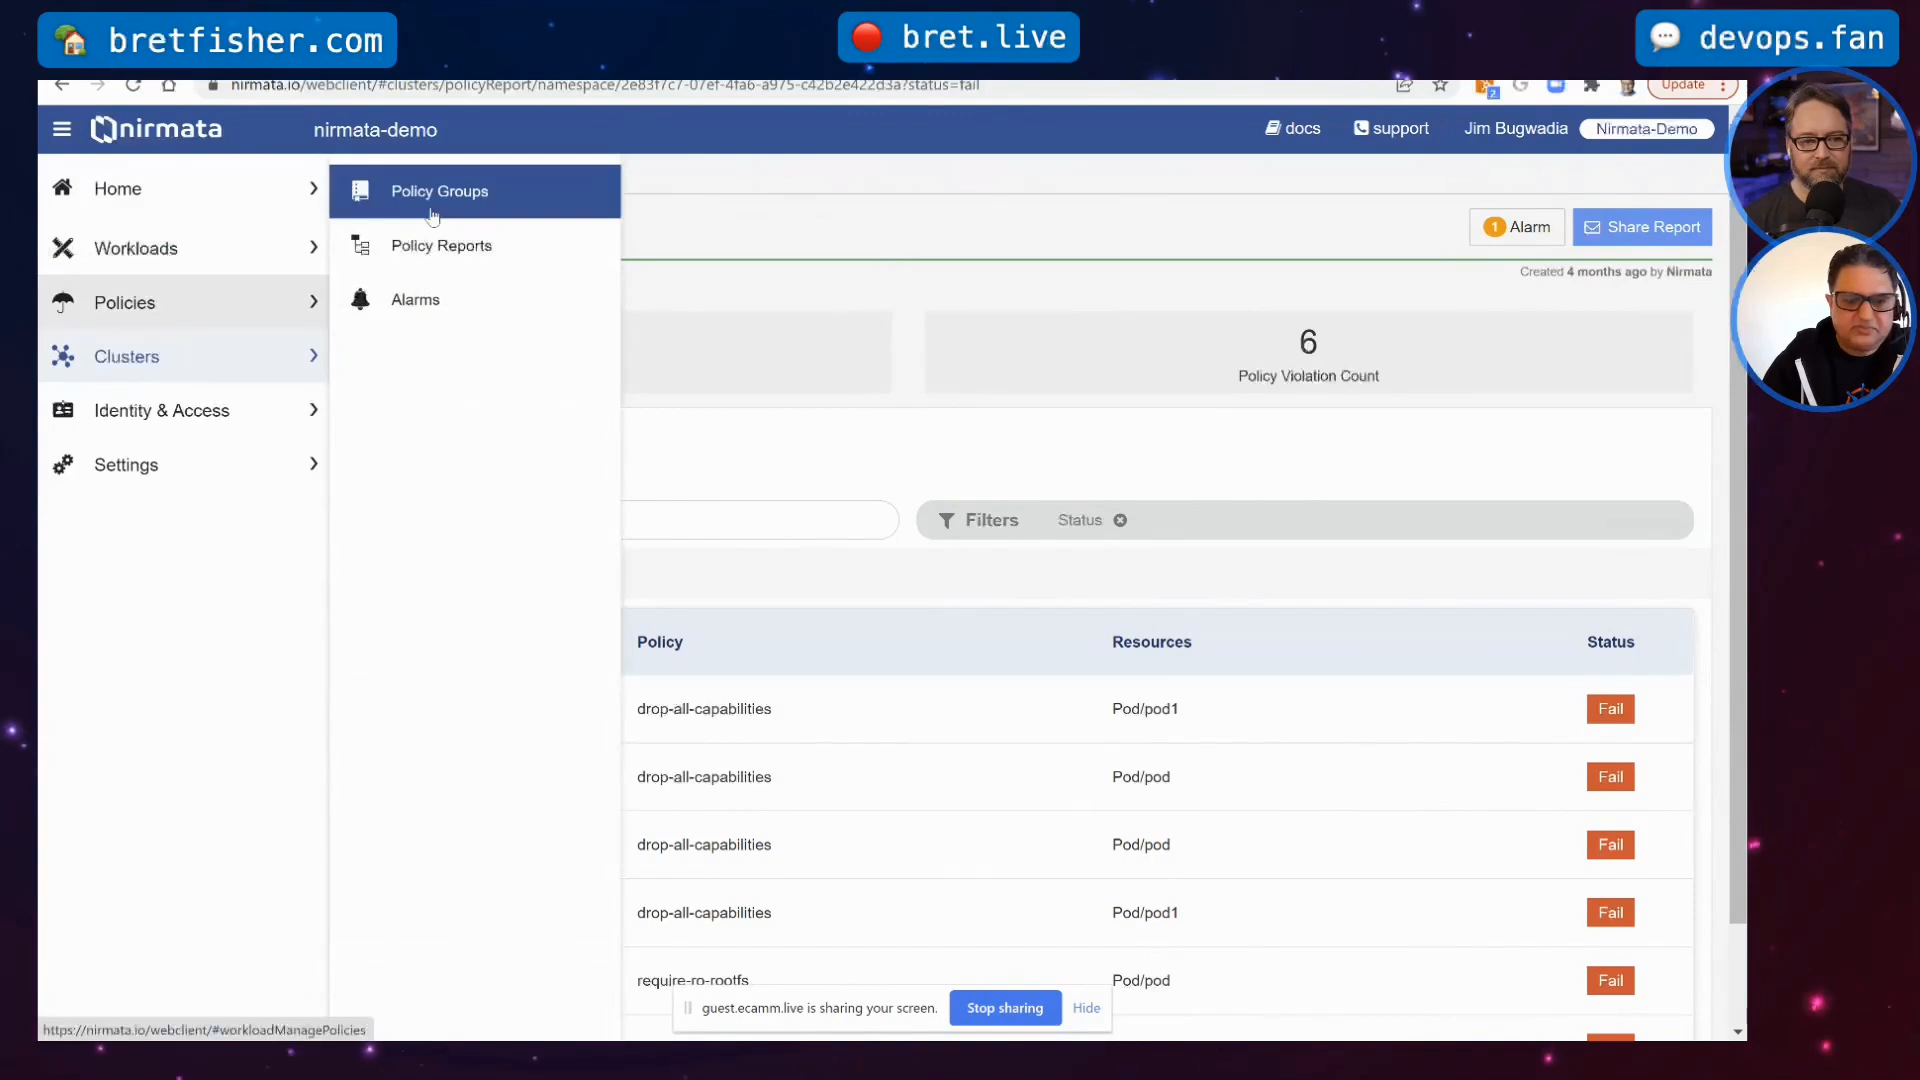 bretfisher.com
bret.live
devops.fan
nirmata.io/webclient/#clusters/policyReport/namespace/2e83f7c7-07ef-4fa6-a975-c42b2e422d3a?status=fail
2
Update
nirmata
nirmata-demo
docs
support
Jim Bugwadia
Nirmata-Demo
Home
Workloads
Policies
Clusters
Identity & Access
Settings
Policy Groups
Policy Reports
Alarms
1 Alarm
Share Report
Created 4 months ago by Nirmata
6
Policy Violation Count
Filters
Status
Policy Resources Status
drop-all-capabilities Pod/pod1 Fail
drop-all-capabilities Pod/pod Fail
drop-all-capabilities Pod/pod Fail
drop-all-capabilities Pod/pod1 Fail
require-ro-rootfs Pod/pod Fail
guest.ecamm.live is sharing your screen. Stop sharing Hide
https://nirmata.io/webclient/#workloadManagePolicies